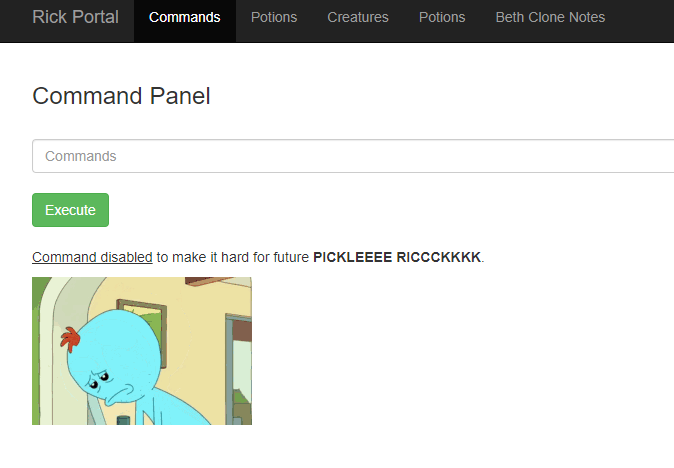 Rick Portal Commands Potions Creatures Potions Beth Clone Notes
Command Panel
Commands
Execute
Command disabled to make it hard for future PICKLEEEE RICCCKKKK.